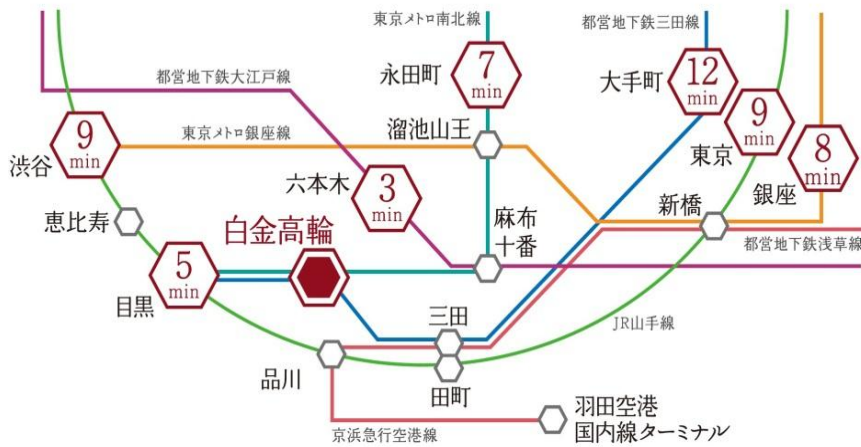 東京メトロ南北線
都営地下鉄三田線
7
min
永田町
12
min
大手町
都営地下鉄大江戸線
9
min
渋谷
東京メトロ銀座線
溜池山王
9
min
東京
8
min
銀座
六本木
3
min
恵比寿
白金高輪
麻布
十番
新橋
都営地下鉄浅草線
5
min
目黒
三田
JR山手線
品川
田町
羽田空港
国内線ターミナル
京浜急行空港線